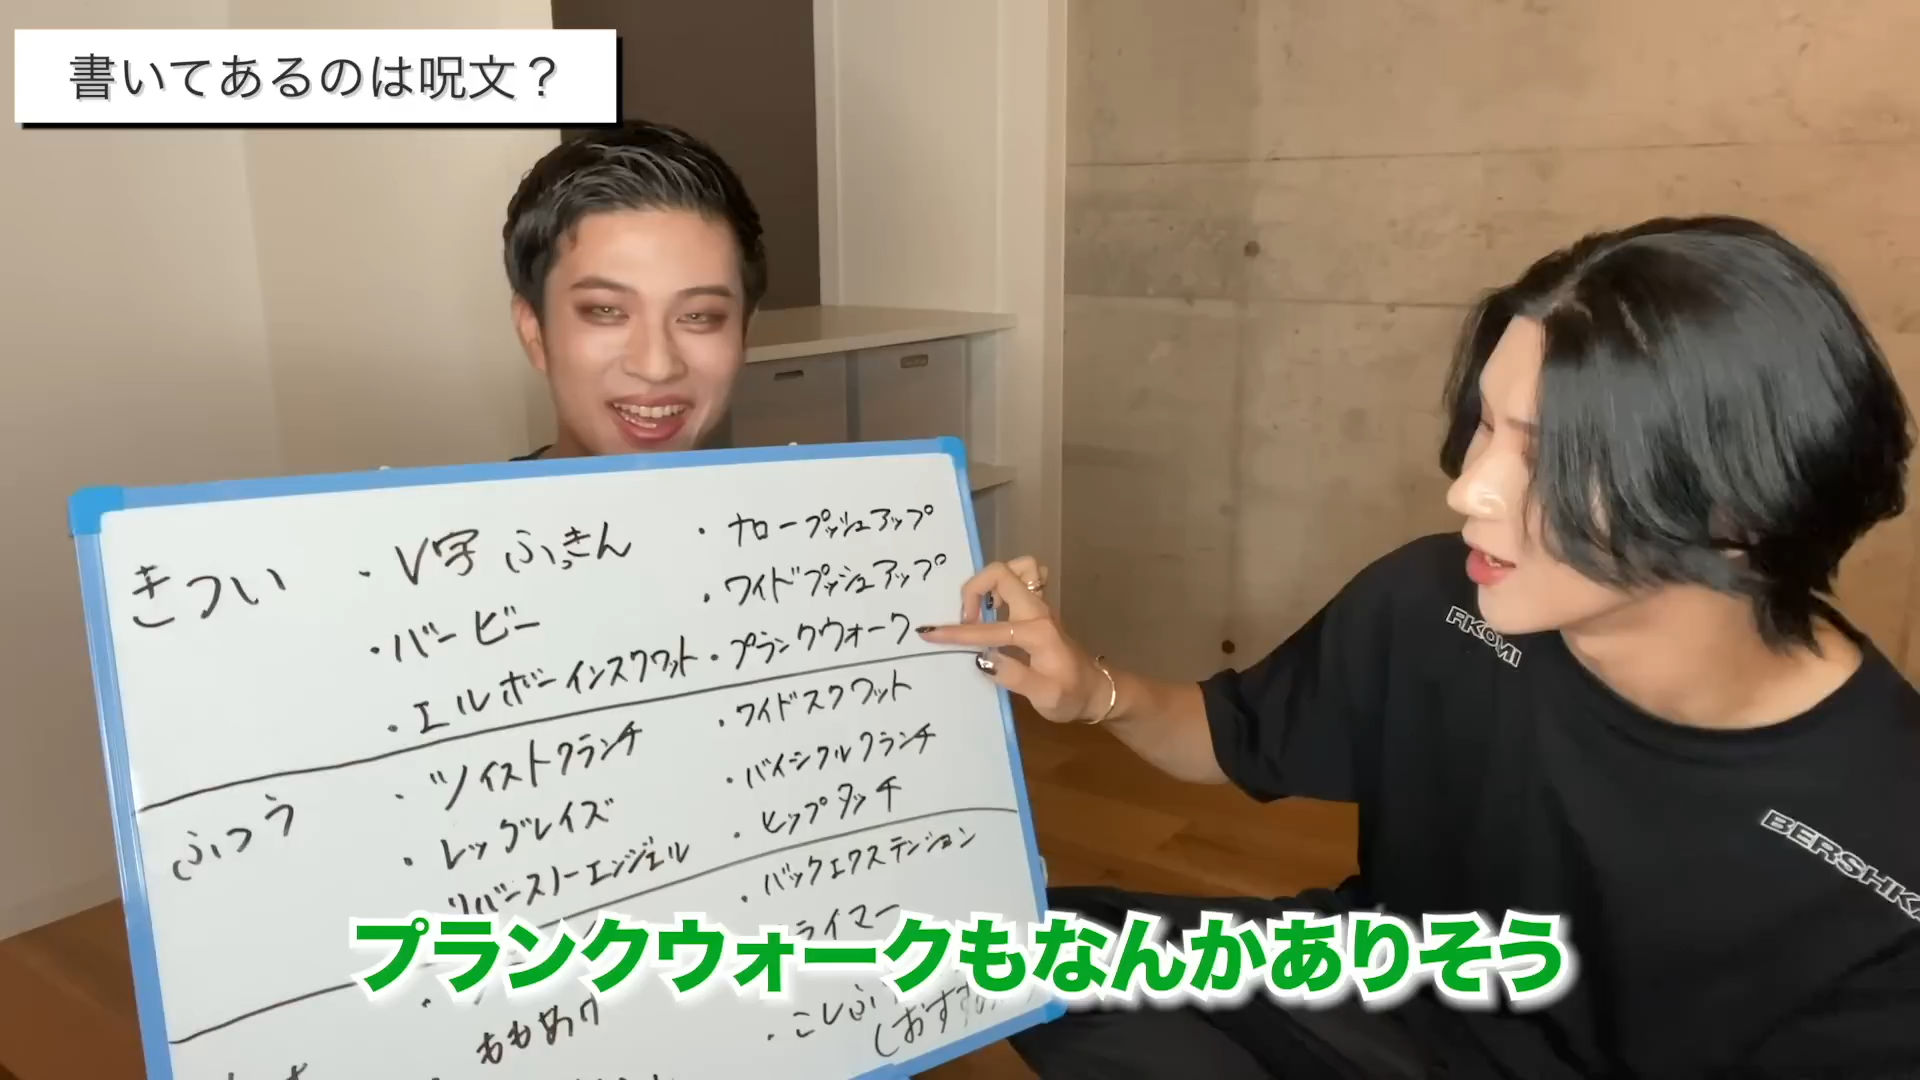 書いてあるのは呪文？
きつい
・V字ふっきん
・バービー
・エルボーインスクワット
・ナロープッシュアップ
・ワイドプッシュアップ
・プランクウォーク
ふつう
・ツイストクランチ
・レッグレイズ
リバーススノーエンジェル
・ワイドスクワット
・バイシクルクランチ
・ヒップタッチ
・バックエクステンション
ライマー
ももあげ
・こしふ
(おすすめ
プランクウォークもなんかありそう
RKOMI
BERSHKA